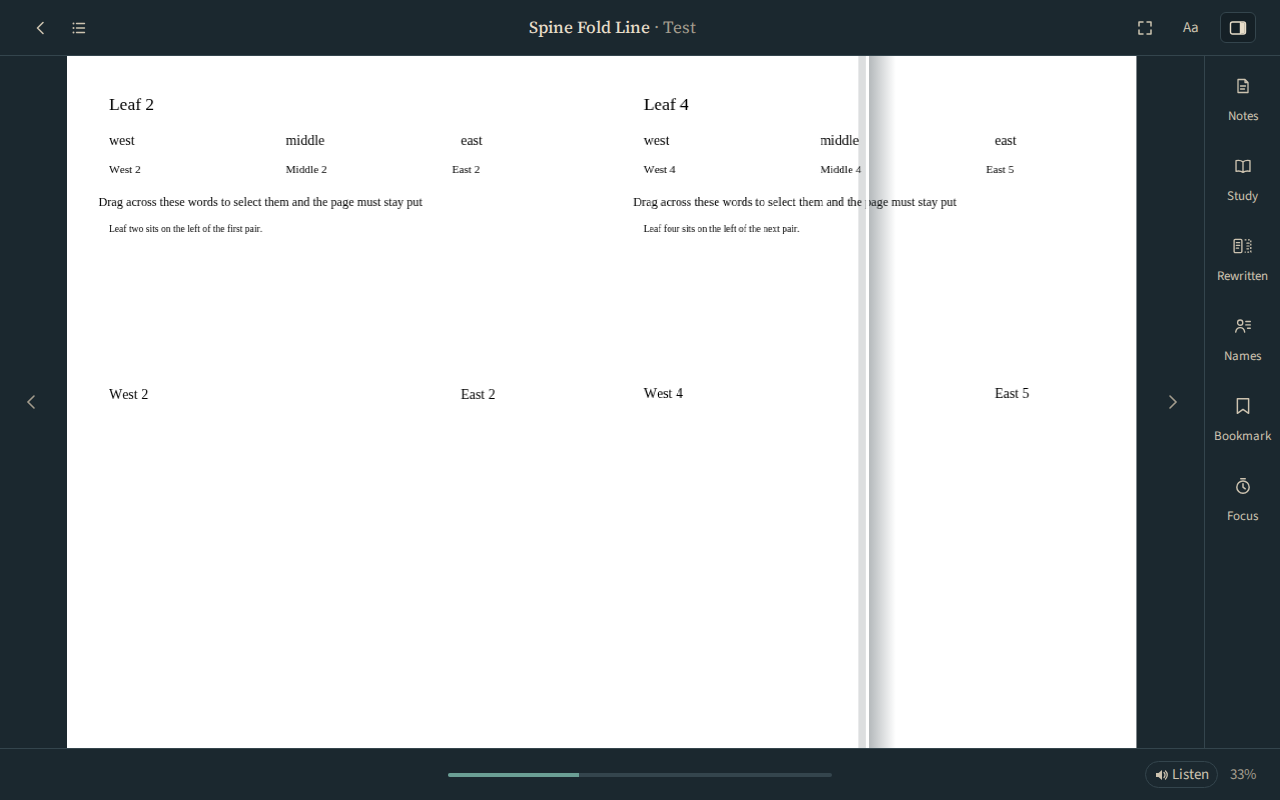 Spine Fold Line · Test
Aa
Leaf 2
west middle east
West 2 Middle 2 East 2
Drag across these words to select them and the page must stay put
Leaf two sits on the left of the first pair.
West 2 East 2
Leaf 4
west middle east
West 4 Middle 4 East 5
Drag across these words to select them and the page must stay put
Leaf four sits on the left of the next pair.
West 4 East 5
Notes
Study
Rewritten
Names
Bookmark
Focus
Listen 33%